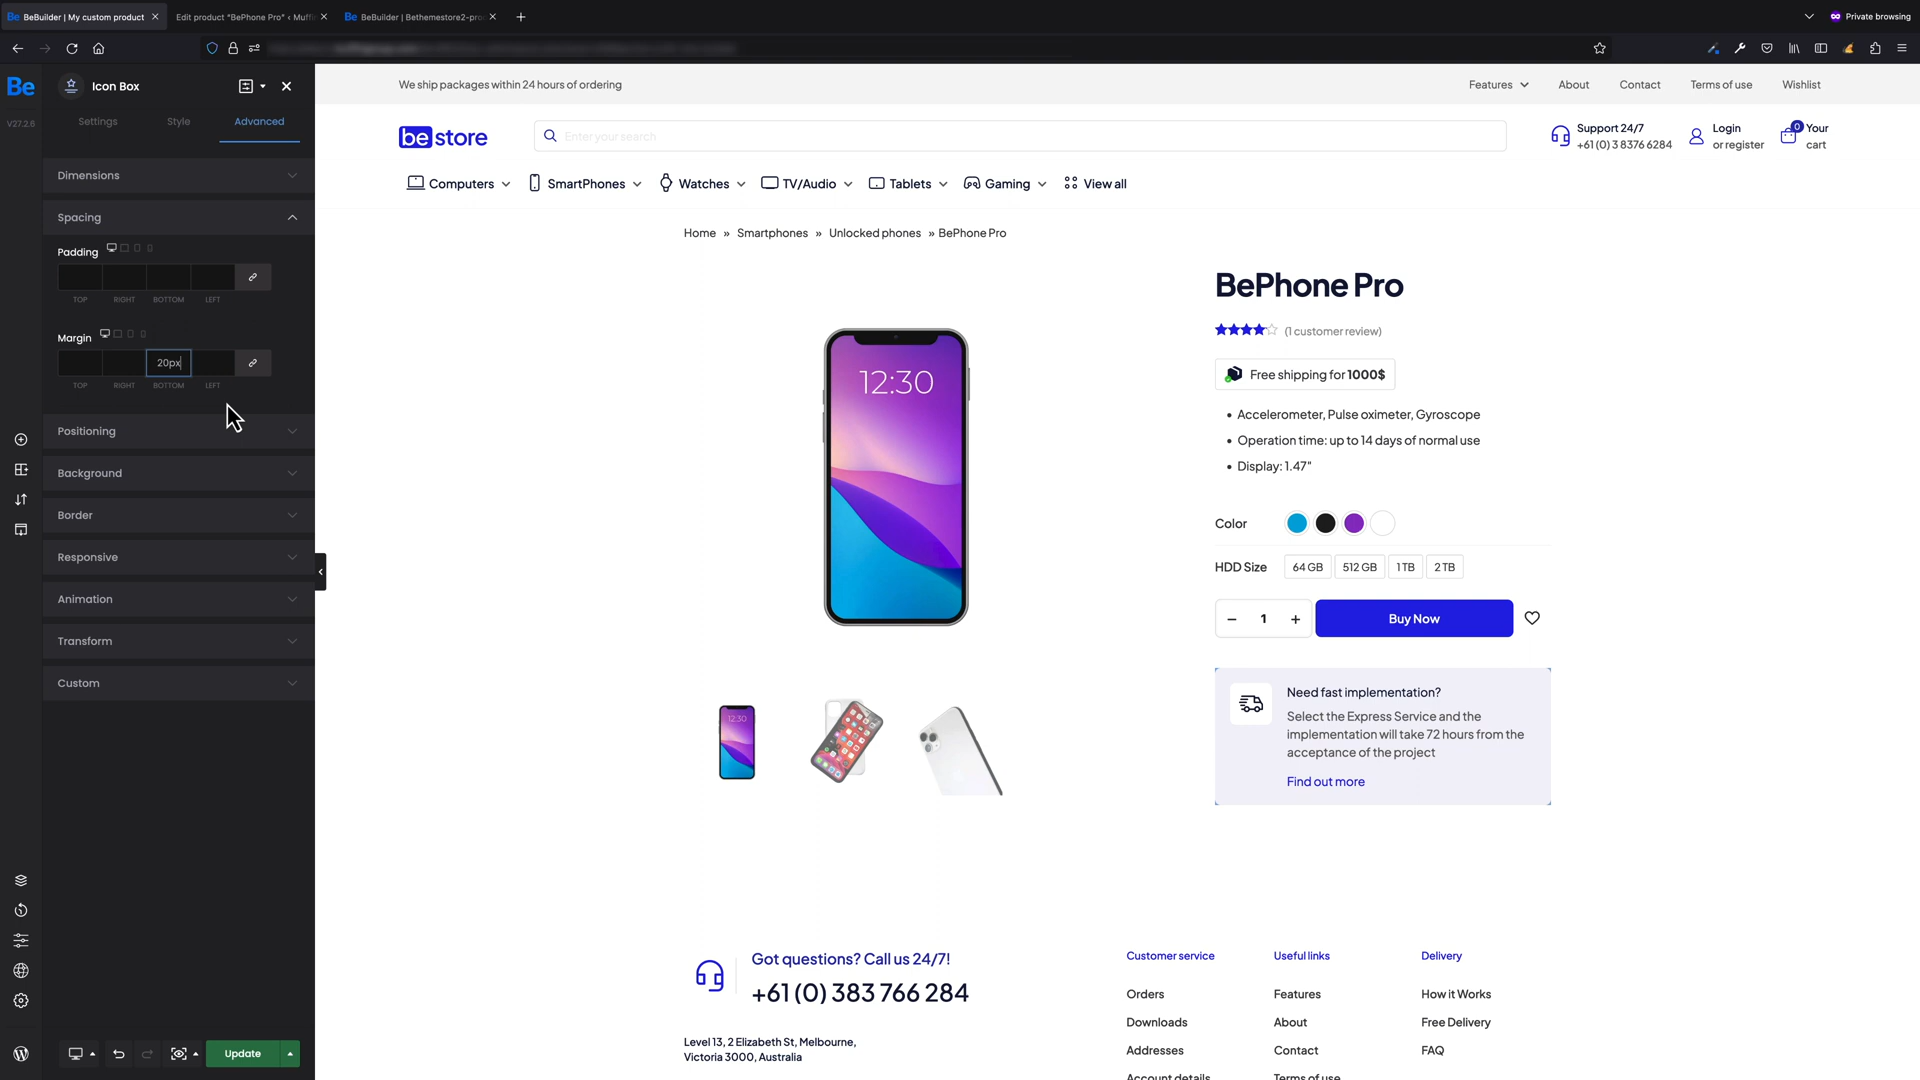 Be BeBuilder | My custom product
Edit product "BePhone Pro" ‹ Muffi
Be BeBuilder | Bethemestore2-pro
Private browsing
Be
V27.2.6
Icon Box
Settings
Style
Advanced
Dimensions
Spacing
Padding
TOP
RIGHT
BOTTOM
LEFT
Margin
20px
TOP
RIGHT
BOTTOM
LEFT
Positioning
Background
Border
Responsive
Animation
Transform
Custom
Update
We ship packages within 24 hours of ordering
Features
About
Contact
Terms of use
Wishlist
be store
Enter your search
Support 24/7
+61 (0) 3 8376 6284
Login
or register
0
Your
cart
Computers
SmartPhones
Watches
TV/Audio
Tablets
Gaming
View all
Home » Smartphones » Unlocked phones » BePhone Pro
12:30
12:30
BePhone Pro
(1 customer review)
Free shipping for 1000$
• Accelerometer, Pulse oximeter, Gyroscope
• Operation time: up to 14 days of normal use
• Display: 1.47"
Color
HDD Size
64 GB
512 GB
1 TB
2 TB
− 1 +
Buy Now
Need fast implementation?
Select the Express Service and the
implementation will take 72 hours from the
acceptance of the project
Find out more
Got questions? Call us 24/7!
+61 (0) 383 766 284
Level 13, 2 Elizabeth St, Melbourne,
Victoria 3000, Australia
Customer service
Orders
Downloads
Addresses
Account details
Useful links
Features
About
Contact
Terms of use
Delivery
How it Works
Free Delivery
FAQ